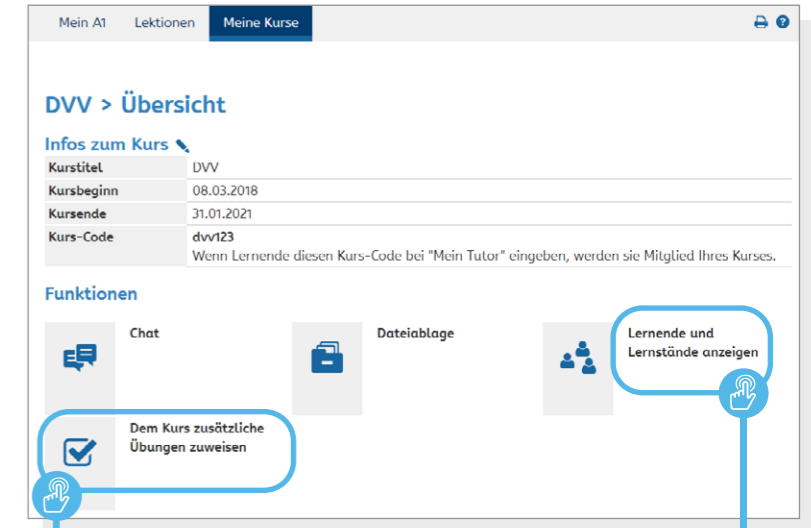 Mein A1 Lektionen Meine Kurse
DVV > Übersicht
Infos zum Kurs
Kurstitel DVV
Kursbeginn 08.03.2018
Kursende 31.01.2021
Kurs-Code dvv123
Wenn Lernende diesen Kurs-Code bei "Mein Tutor" eingeben, werden sie Mitglied Ihres Kurses.
Funktionen
Chat
Dateiablage
Lernende und
Lernstände anzeigen
Dem Kurs zusätzliche
Übungen zuweisen